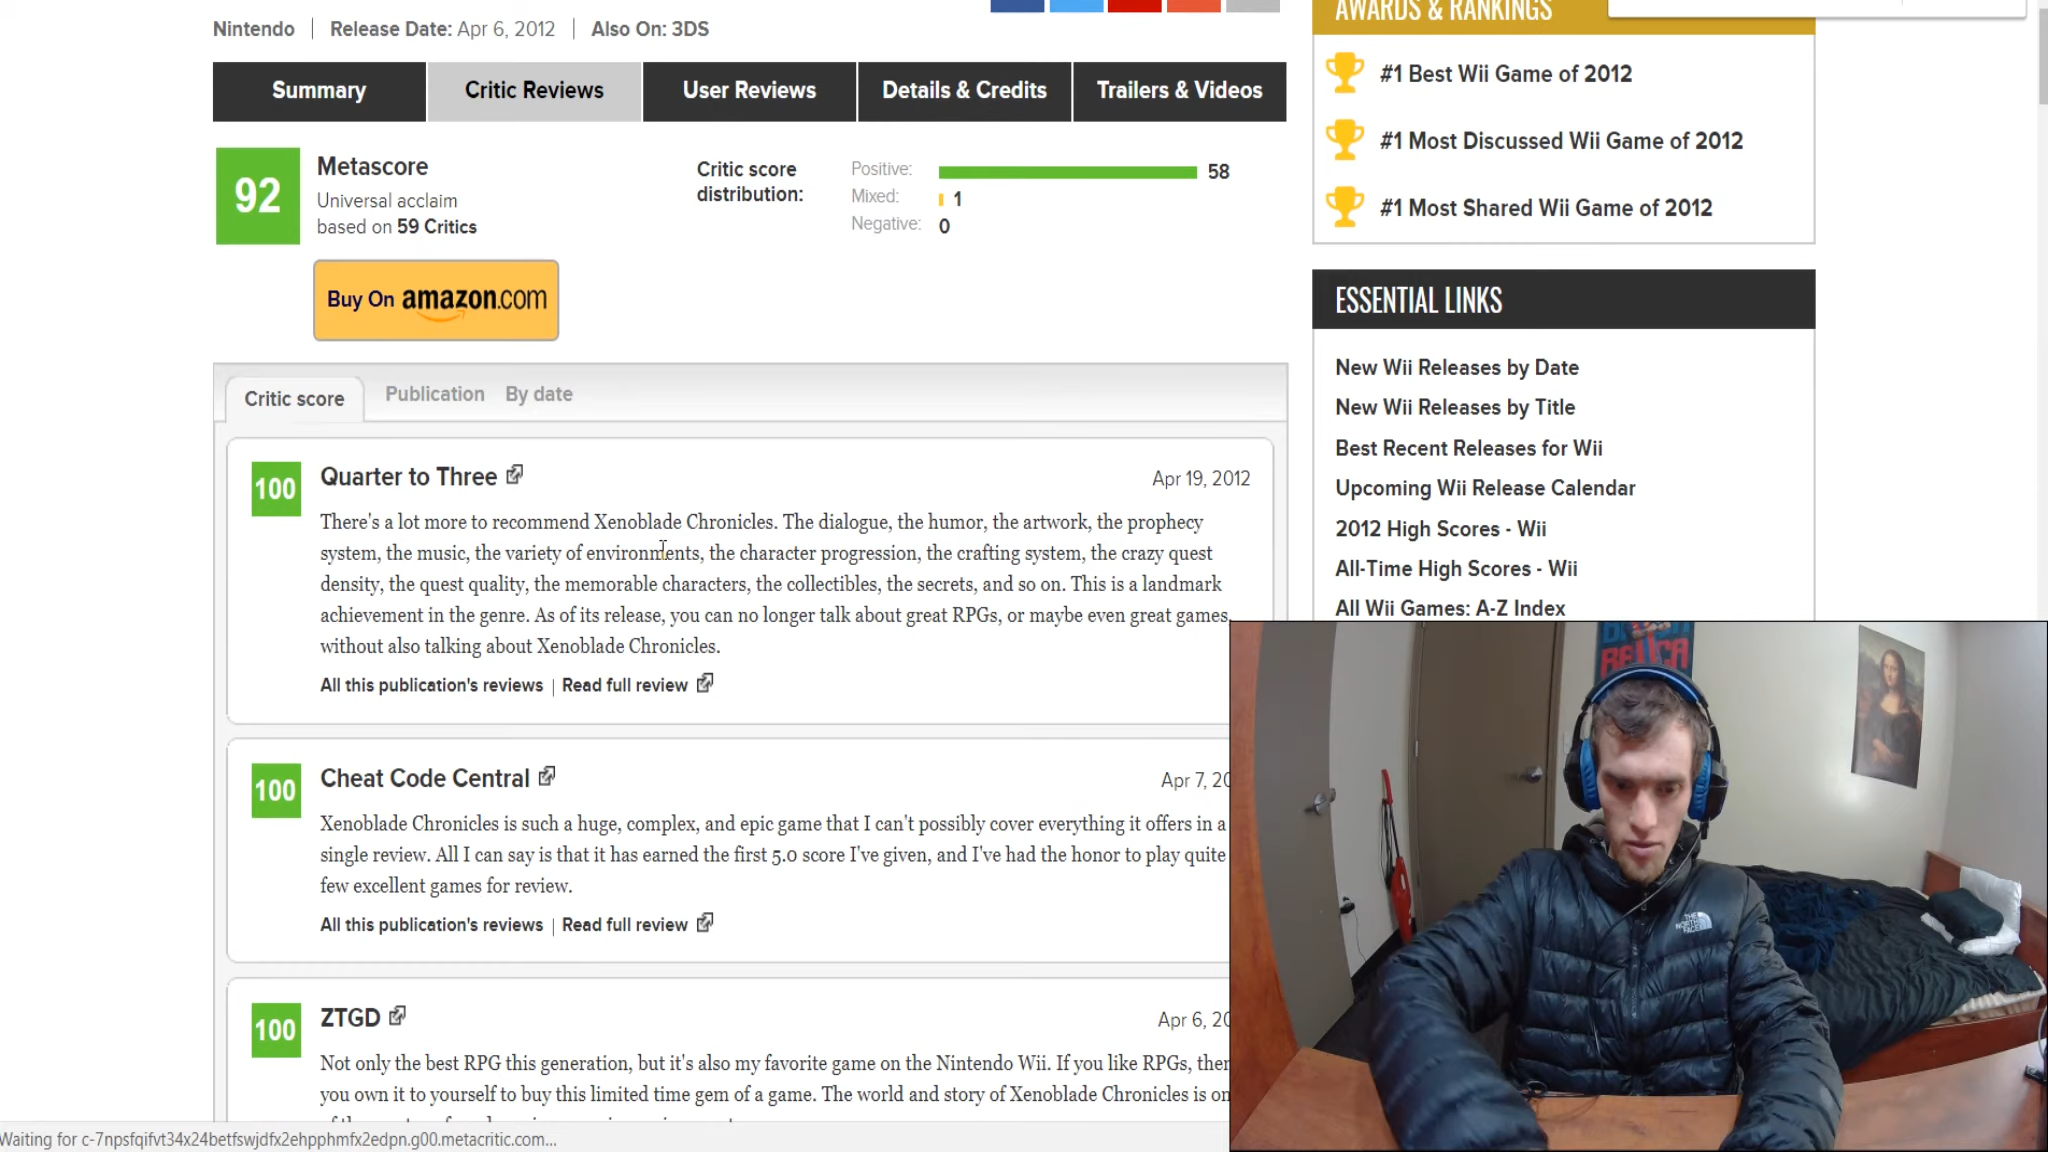 Nintendo | Release Date: Apr 6, 2012 | Also On: 3DS
Summary
Critic Reviews
User Reviews
Details & Credits
Trailers & Videos
92
Metascore
Universal acclaim
based on 59 Critics
Critic score
distribution:
Positive: 58
Mixed: 1
Negative: 0
Buy On amazon.com
Critic score
Publication
By date
100
Quarter to Three
Apr 19, 2012
There's a lot more to recommend Xenoblade Chronicles. The dialogue, the humor, the artwork, the prophecy
system, the music, the variety of environments, the character progression, the crafting system, the crazy quest
density, the quest quality, the memorable characters, the collectibles, the secrets, and so on. This is a landmark
achievement in the genre. As of its release, you can no longer talk about great RPGs, or maybe even great games,
without also talking about Xenoblade Chronicles.
All this publication's reviews | Read full review
100
Cheat Code Central
Apr 7, 20
Xenoblade Chronicles is such a huge, complex, and epic game that I can't possibly cover everything it offers in a
single review. All I can say is that it has earned the first 5.0 score I've given, and I've had the honor to play quite
few excellent games for review.
All this publication's reviews | Read full review
100
ZTGD
Apr 6, 20
Not only the best RPG this generation, but it's also my favorite game on the Nintendo Wii. If you like RPGs, then
you own it to yourself to buy this limited time gem of a game. The world and story of Xenoblade Chronicles is on
Waiting for c-7npsfqifvt34x24betfswjdfx2ehpphmfx2edpn.g00.metacritic.com...
AWARDS & RANKINGS
#1 Best Wii Game of 2012
#1 Most Discussed Wii Game of 2012
#1 Most Shared Wii Game of 2012
ESSENTIAL LINKS
New Wii Releases by Date
New Wii Releases by Title
Best Recent Releases for Wii
Upcoming Wii Release Calendar
2012 High Scores - Wii
All-Time High Scores - Wii
All Wii Games: A-Z Index
THE
NORTH
FACE